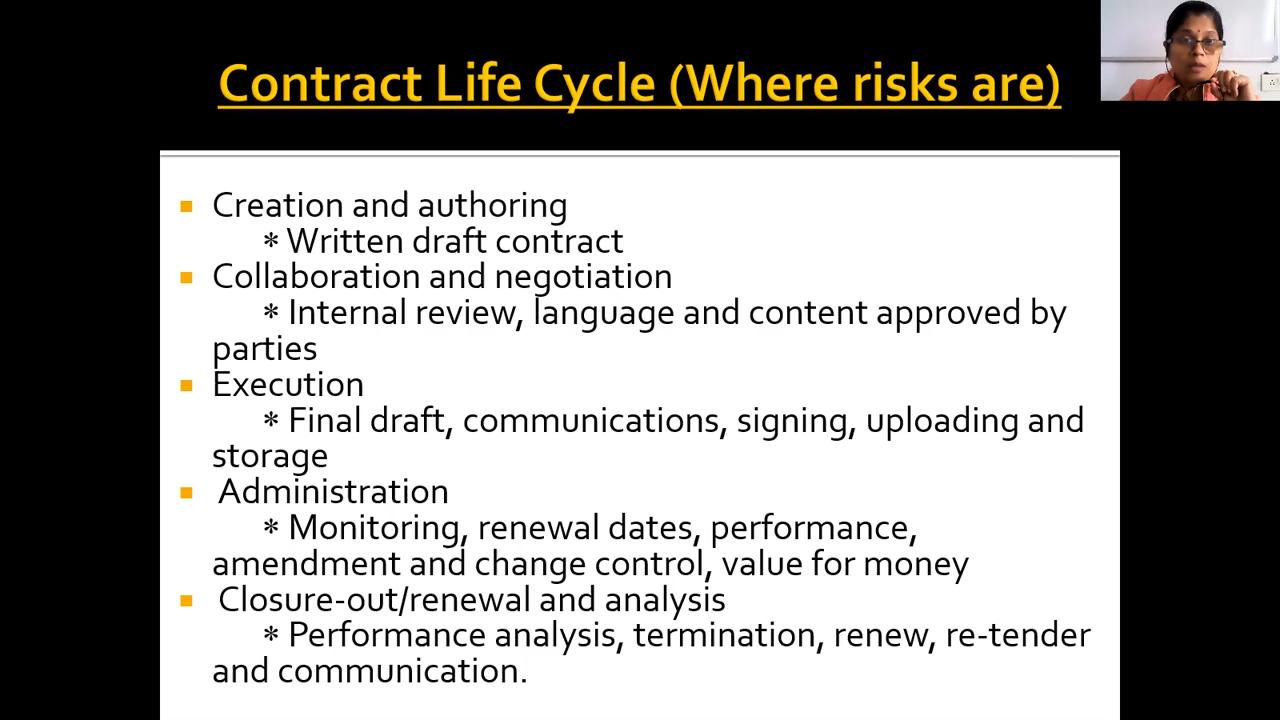 Contract Life Cycle (Where risks are)
Creation and authoring
* Written draft contract
Collaboration and negotiation
* Internal review, language and content approved by
parties
Execution
* Final draft, communications, signing, uploading and
storage
Administration
* Monitoring, renewal dates, performance,
amendment and change control, value for money
Closure-out/renewal and analysis
* Performance analysis, termination, renew, re-tender
and communication.